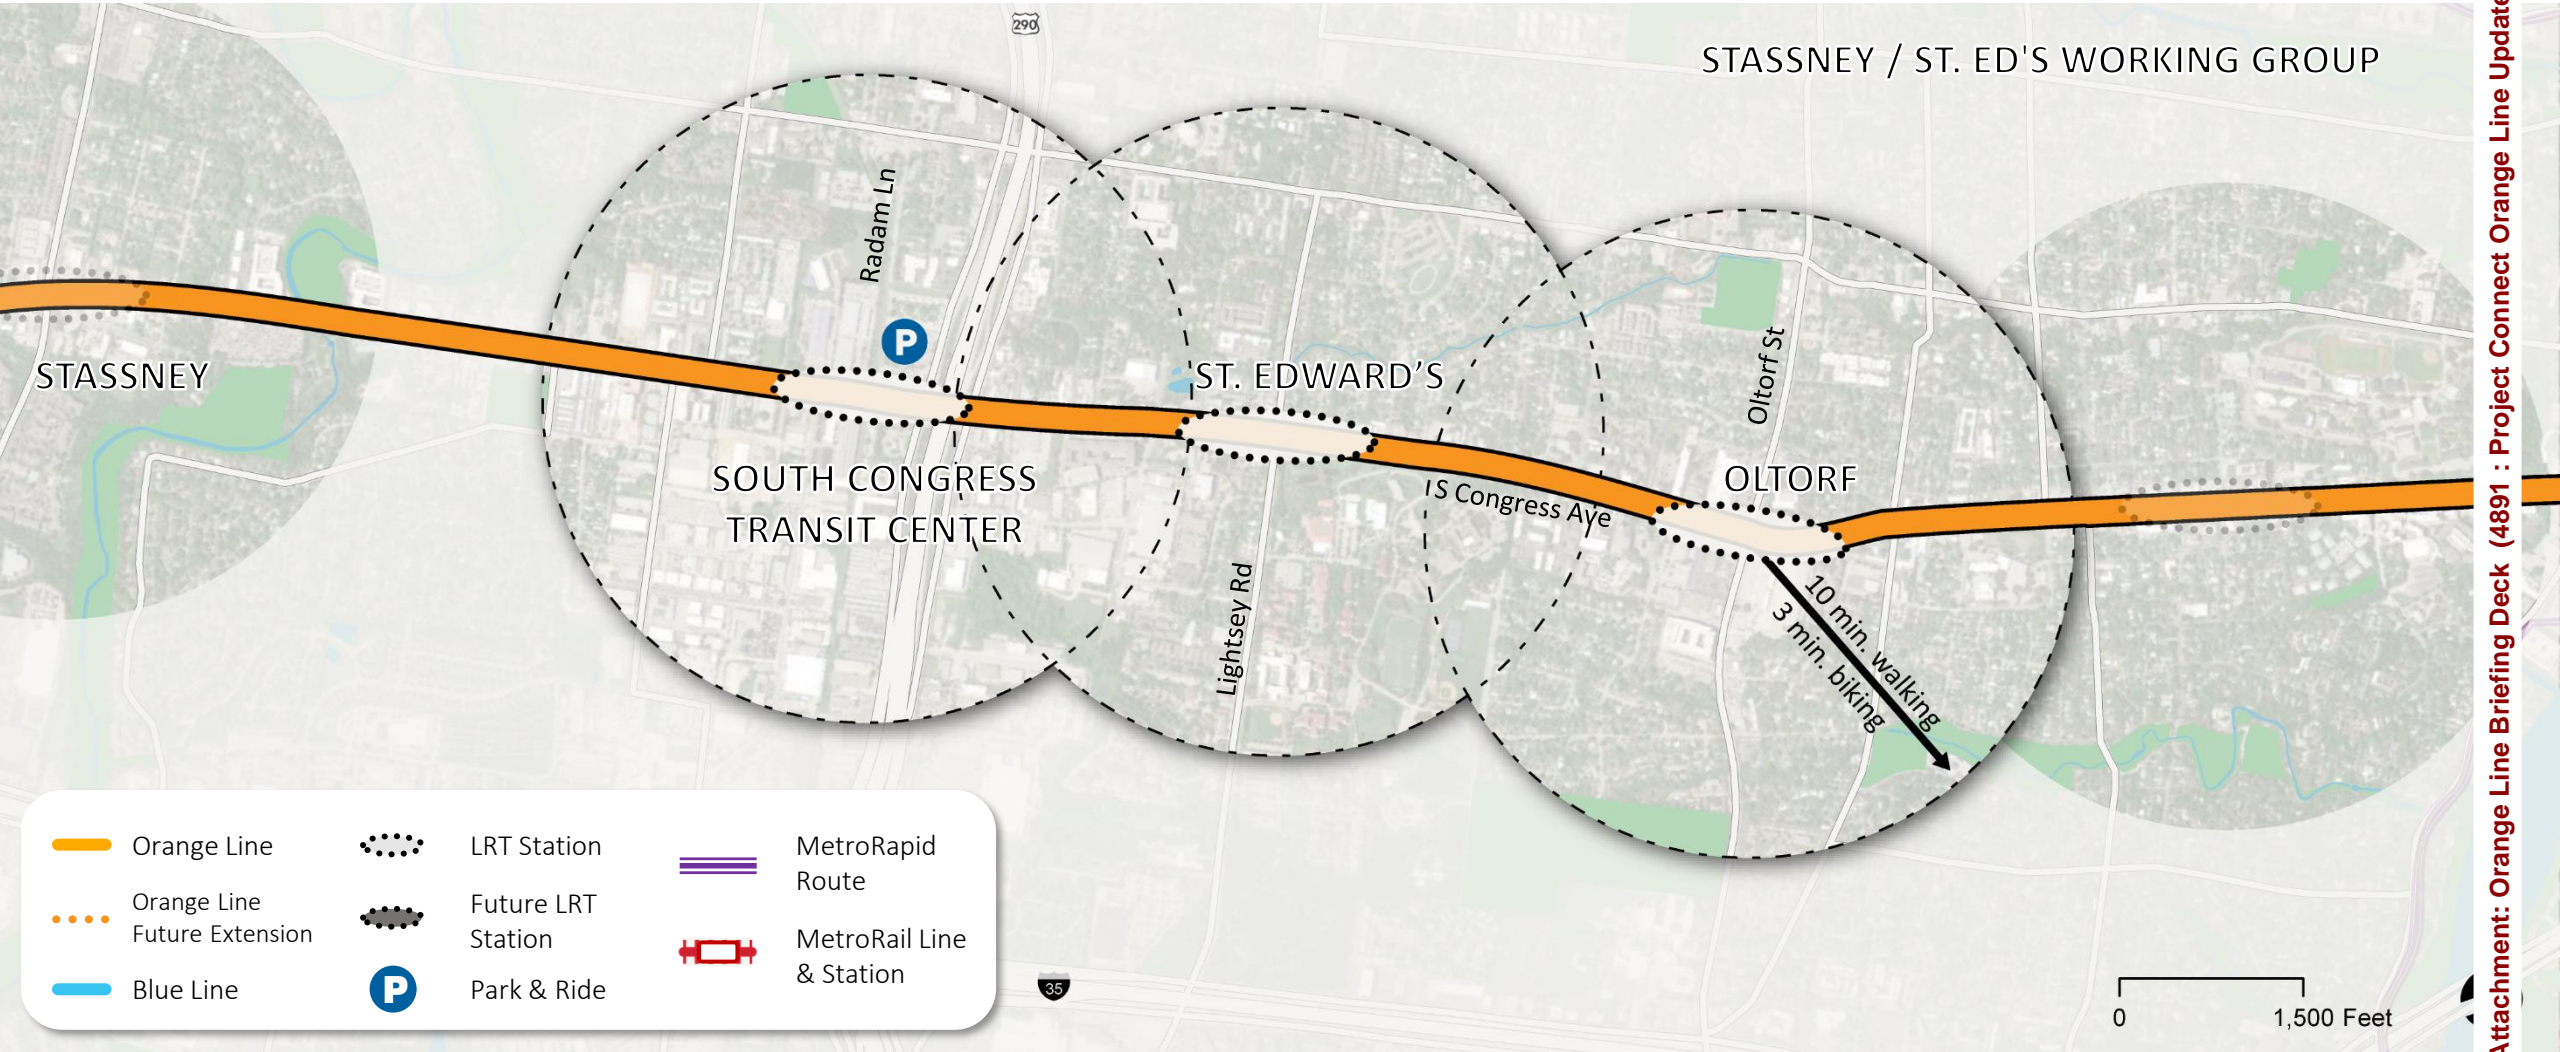 290
STASSNEY / ST. ED'S WORKING GROUP
Radam Ln
P
STASSNEY
ST. EDWARD'S
Oltorf St
SOUTH CONGRESS
TRANSIT CENTER
S Congress Ave
OLTORF
Lightsey Rd
10 min. walking
3 min. biking
Orange Line
Orange Line
Future Extension
Blue Line
LRT Station
Future LRT
Station
P
Park & Ride
MetroRapid
Route
MetroRail Line
& Station
35
0
1,500 Feet
Attachment: Orange Line Briefing Deck (4891 : Project Connect Orange Line Update